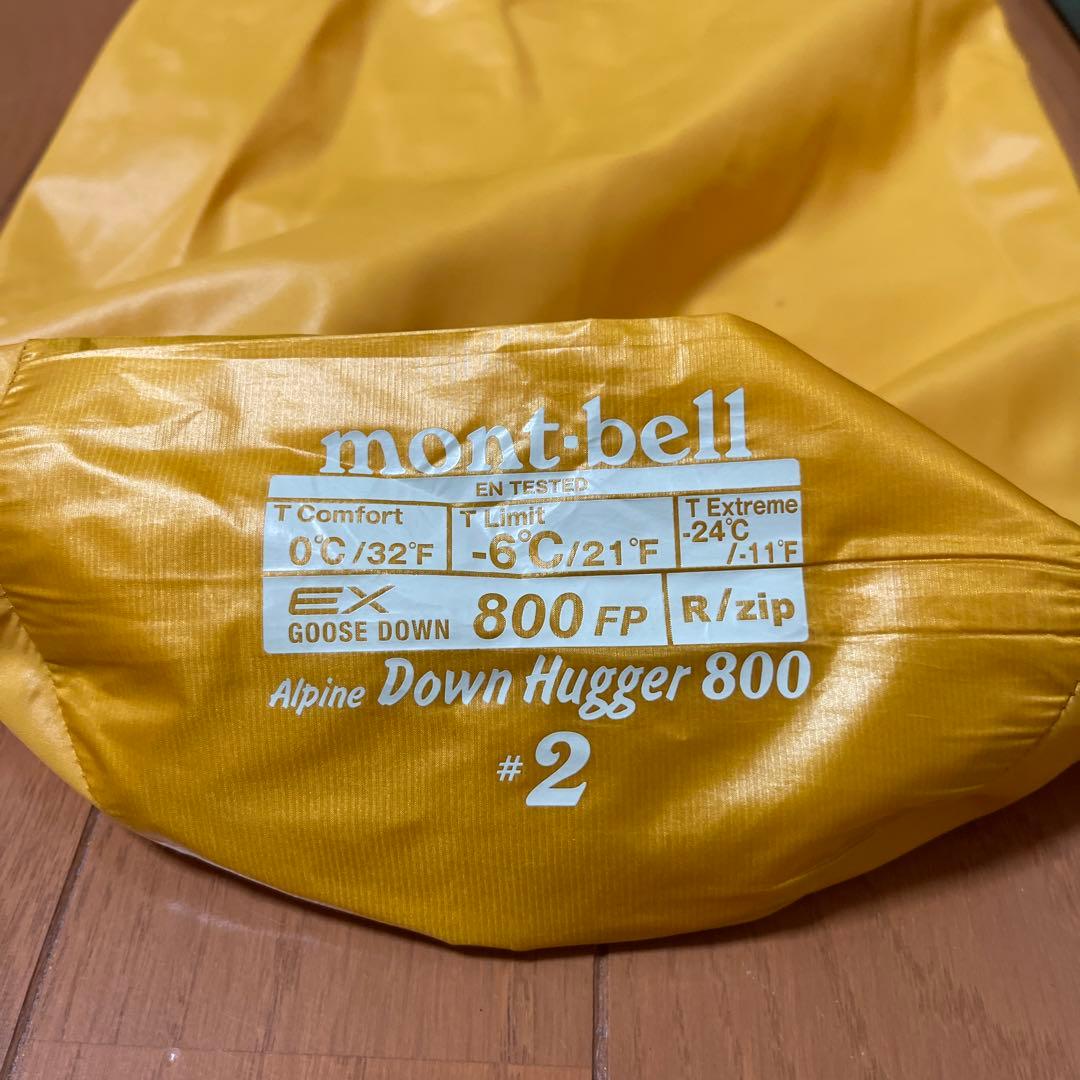 mont-bell
EN TESTED
T Comfort T Limit T Extreme
0℃/32℉ -6℃/21℉ -24℃/-11℉
EX GOOSE DOWN 800 FP R/zip
Alpine Down Hugger 800
#2